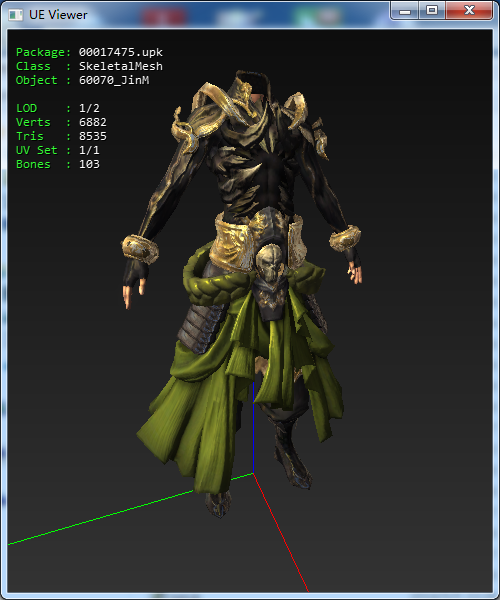 UE Viewer
Package: 00017475.upk
Class : SkeletalMesh
Object : 60070_JinM
LOD : 1/2
Verts : 6882
Tris : 8535
UV Set : 1/1
Bones : 103